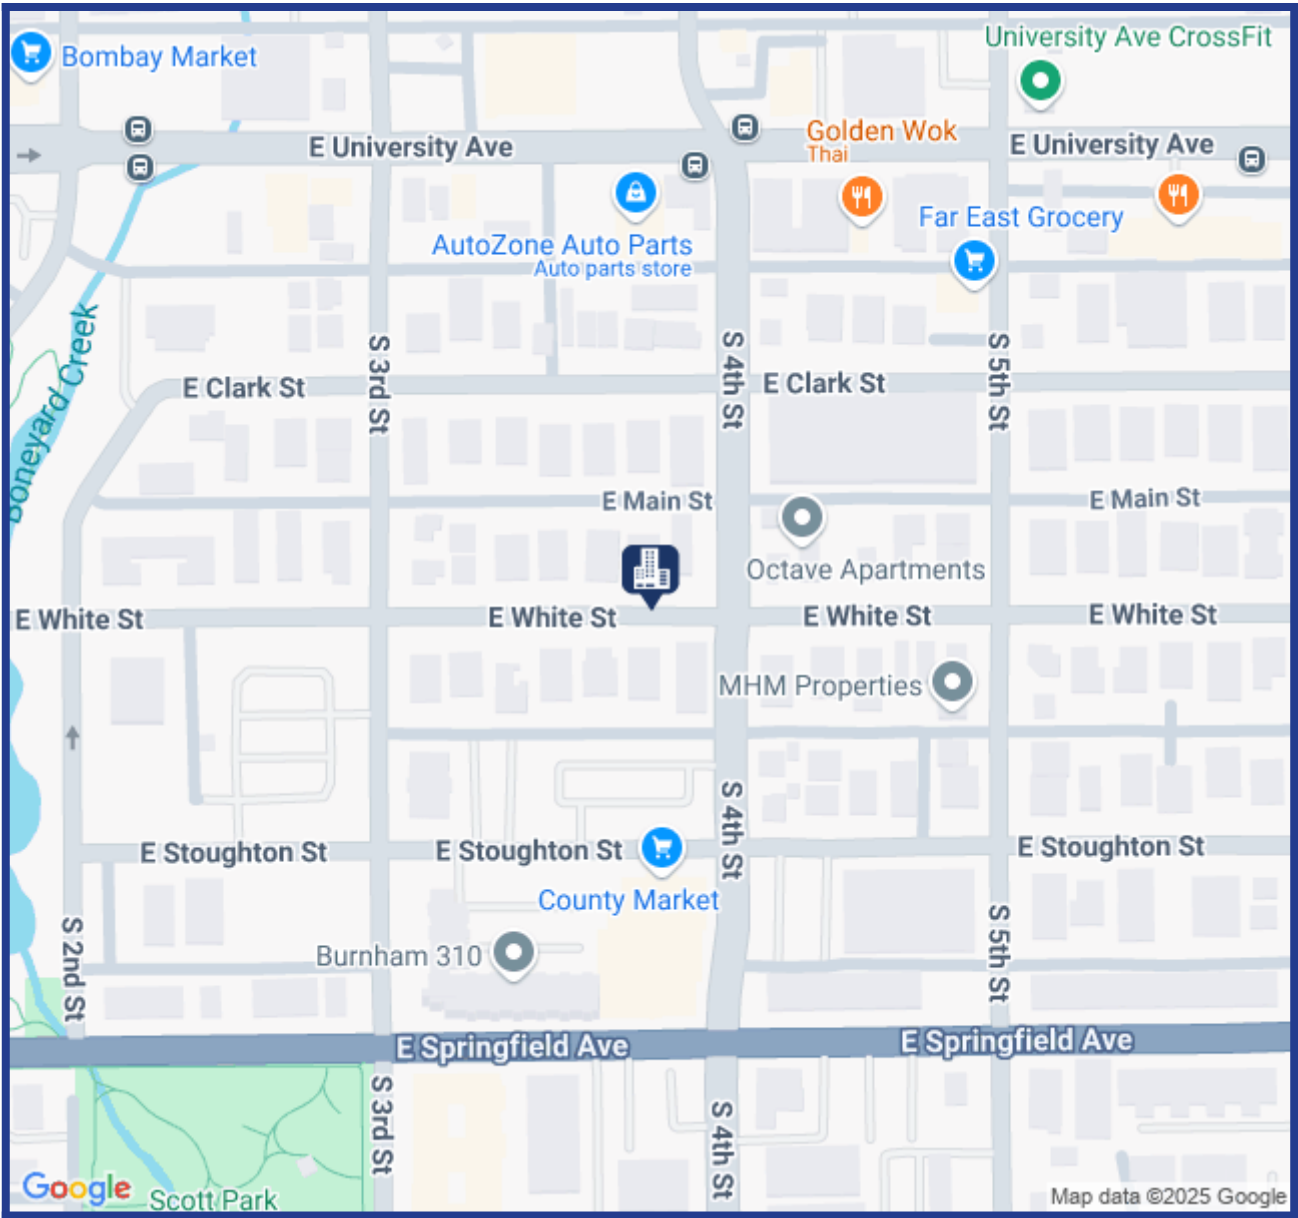 University Ave CrossFit
Bombay Market
Golden Wok
Thai
E University Ave
E University Ave
Far East Grocery
AutoZone Auto Parts
Auto parts store
Boneyard Creek
S 3rd St
S 4th St
S 5th St
E Clark St
E Clark St
E Main St
E Main St
Octave Apartments
E White St
E White St
E White St
E White St
MHM Properties
S 4th St
E Stoughton St
E Stoughton St
E Stoughton St
County Market
S 2nd St
Burnham 310
S 5th St
E Springfield Ave
E Springfield Ave
S 3rd St
S 4th St
Google
Scott Park
Map data ©2025 Google